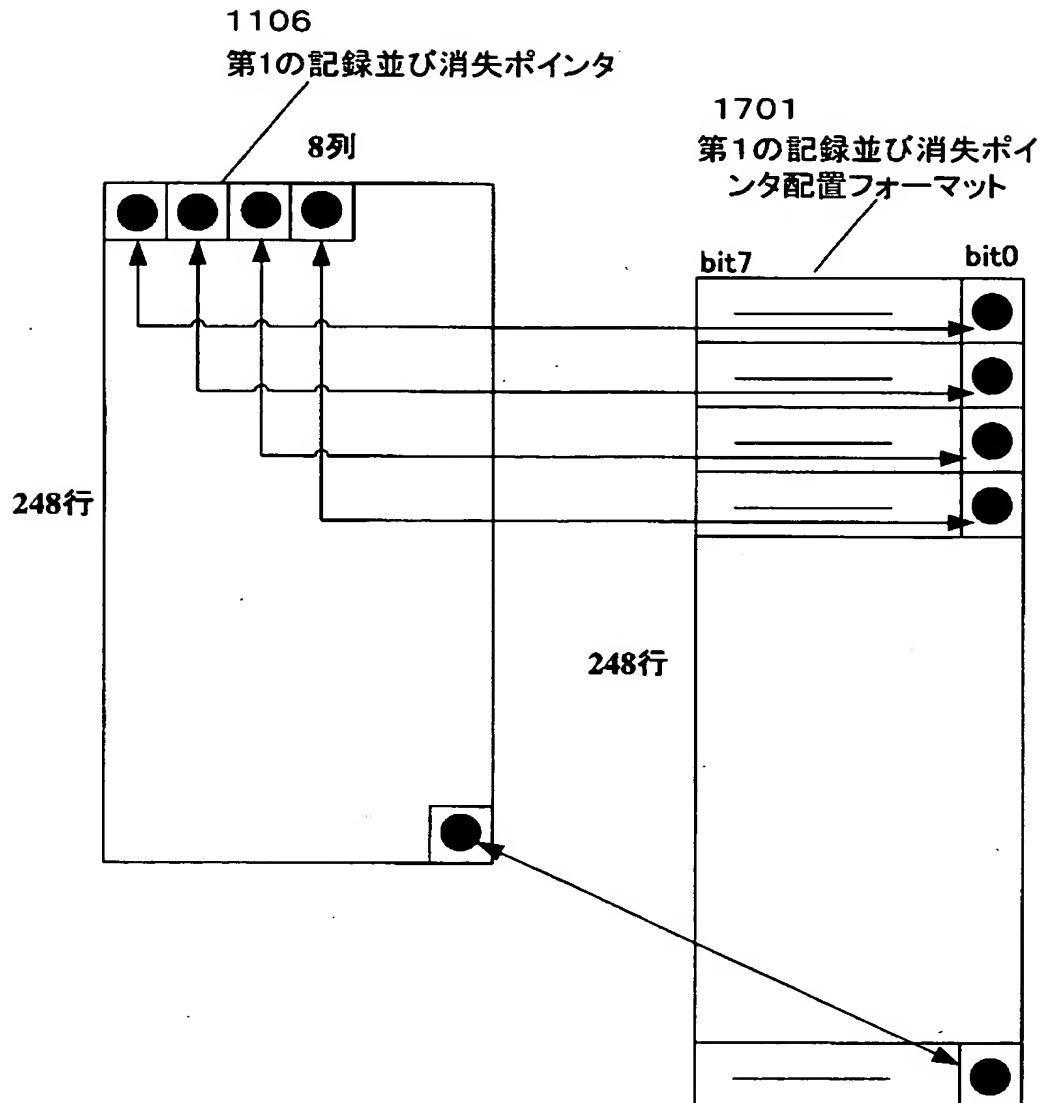 1106
第1の記録並び消失ポインタ
8列
1701
第1の記録並び消失ポイ
ンタ配置フォーマット
bit7
bit0
248行
248行